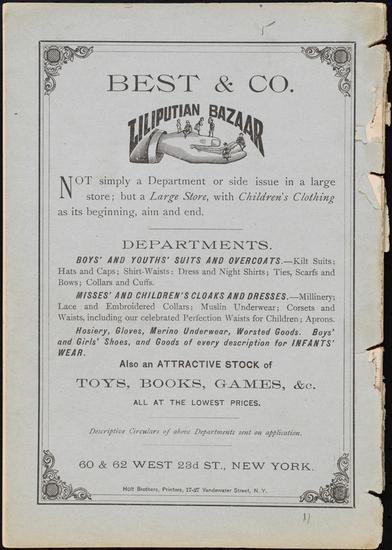 BEST & CO.
LILIPUTIAN BAZAAR
NOT simply a Department or side issue in a large
store; but a Large Store, with Children's Clothing
as its beginning, aim and end.
DEPARTMENTS.
BOYS' AND YOUTHS' SUITS AND OVERCOATS.—Kilt Suits:
Hats and Caps; Shirt-Waists: Dress and Night Shirts; Ties, Scarfs and
Bows; Collars and Cuffs.
MISSES' AND CHILDREN'S CLOAKS AND DRESSES.—Millinery;
Lace and Embroidered Collars; Muslin Underwear; Corsets and
Waists, including our celebrated Perfection Waists for Children; Aprons.
Hosiery, Gloves, Merino Underwear, Worsted Goods. Boys'
and Girls' Shoes, and Goods of every description for INFANTS'
WEAR.
Also an ATTRACTIVE STOCK of
TOYS, BOOKS, GAMES, &c.
ALL AT THE LOWEST PRICES.
Descriptive Circulars of above Departments sent on application.
60 & 62 WEST 23d ST., NEW YORK.
Holt Brothers, Printers, 17-27 Vandewater Street, N. Y.